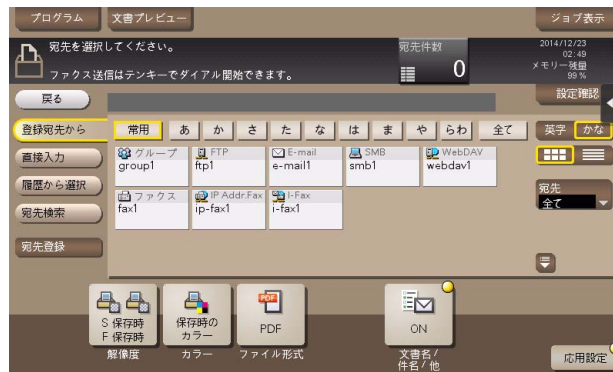 プログラム
文書プレビュー
ジョブ表示
宛先を選択してください。
ファクス送信はテンキーでダイアル開始できます。
宛先件数
0
2014/12/23
02:49
メモリー残量
99 %
戻る
設定確認
登録宛先から
常用 あ か さ た な は ま や らわ 全て
英字 かな
直接入力
履歴から選択
宛先検索
宛先登録
グループ
group1
FTP
ftp1
E-mail
e-mail1
SMB
smb1
WebDAV
webdav1
ファクス
fax1
IP Addr.Fax
ip-fax1
I-Fax
i-fax1
宛先
全て
S 保存時
F 保存時
解像度
保存時の
カラー
カラー
PDF
PDF
ファイル形式
ON
文書名/
件名/他
応用設定